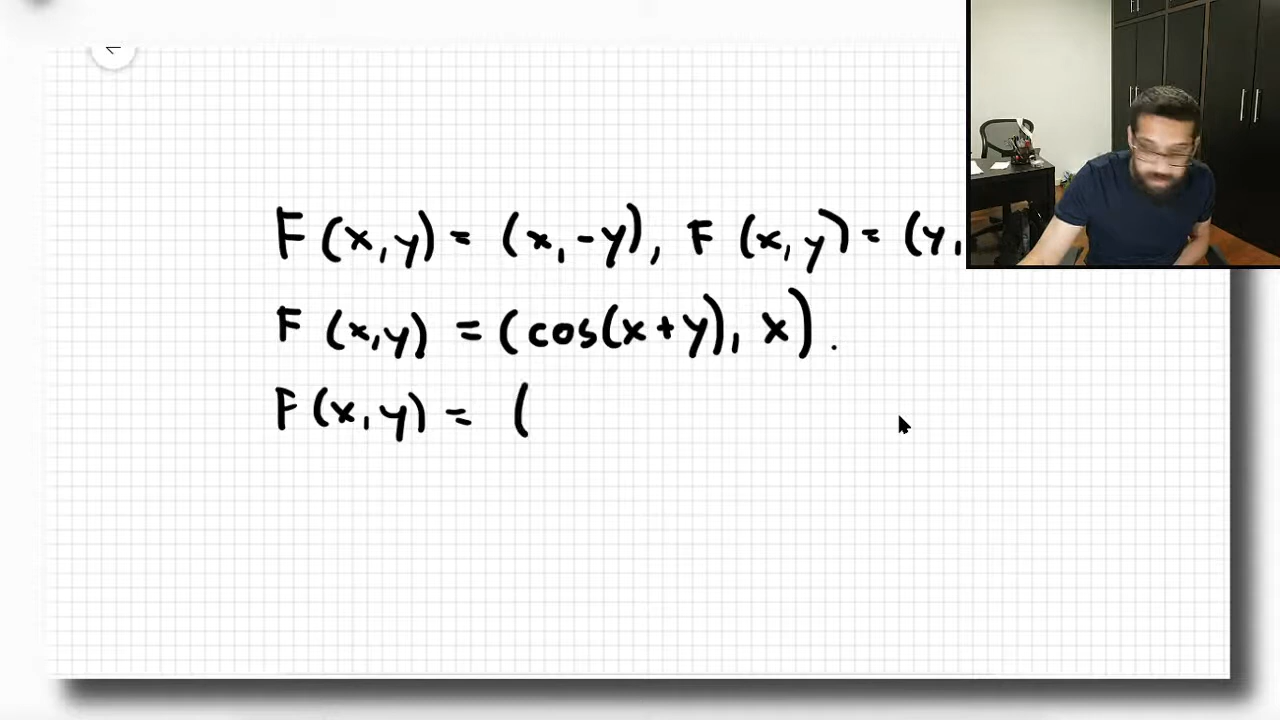 F(x,y) = (x,-y), F(x,y) = (y,
F(x,y) = (cos(x+y), x).
F(x,y) = (